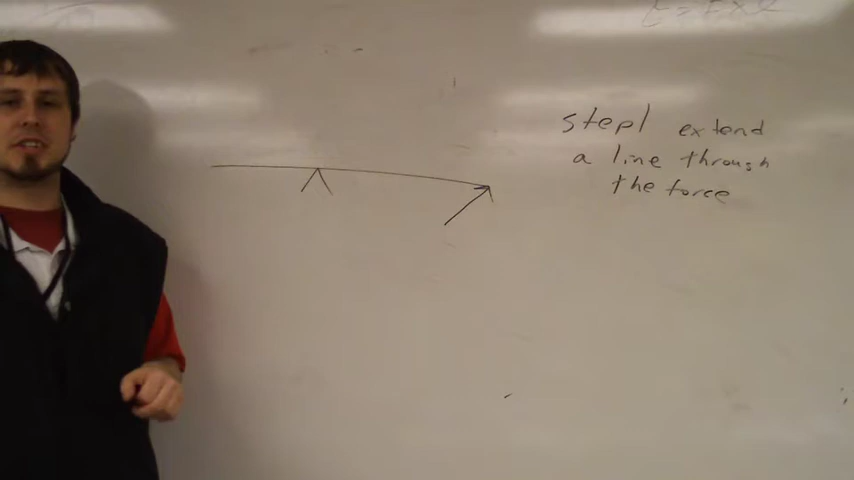 step1 extend
a line through
the force